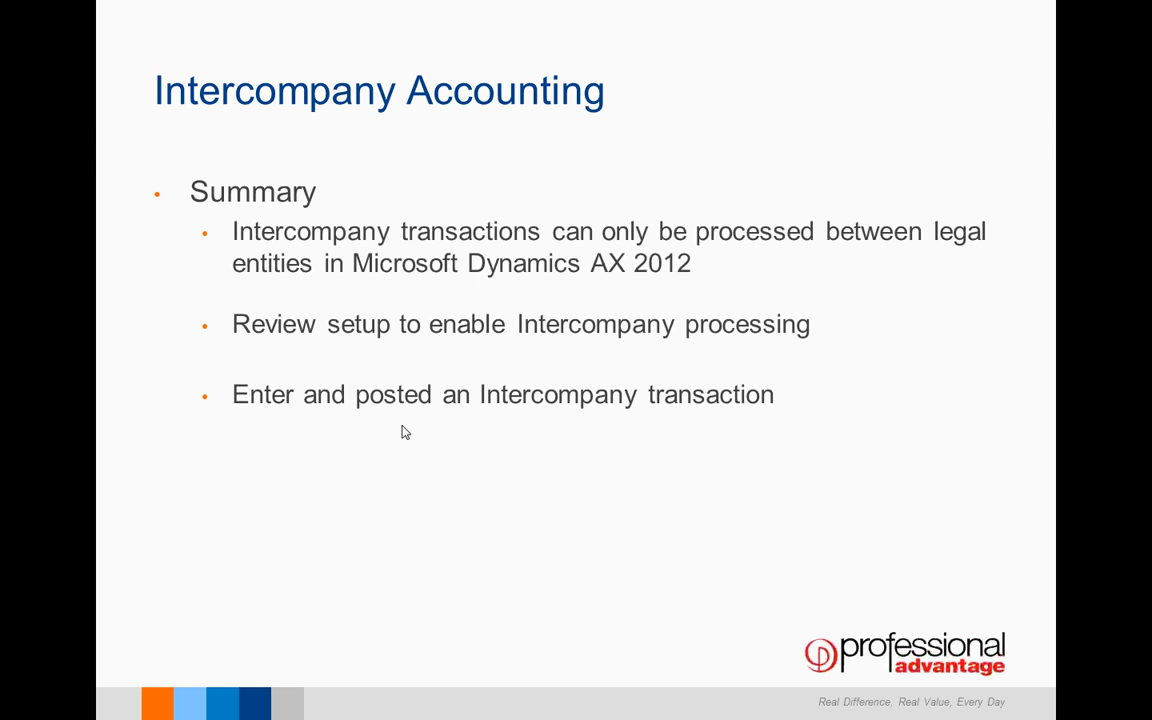 Intercompany Accounting
• Summary
• Intercompany transactions can only be processed between legal
entities in Microsoft Dynamics AX 2012
• Review setup to enable Intercompany processing
• Enter and posted an Intercompany transaction
professional
advantage
Real Difference, Real Value, Every Day